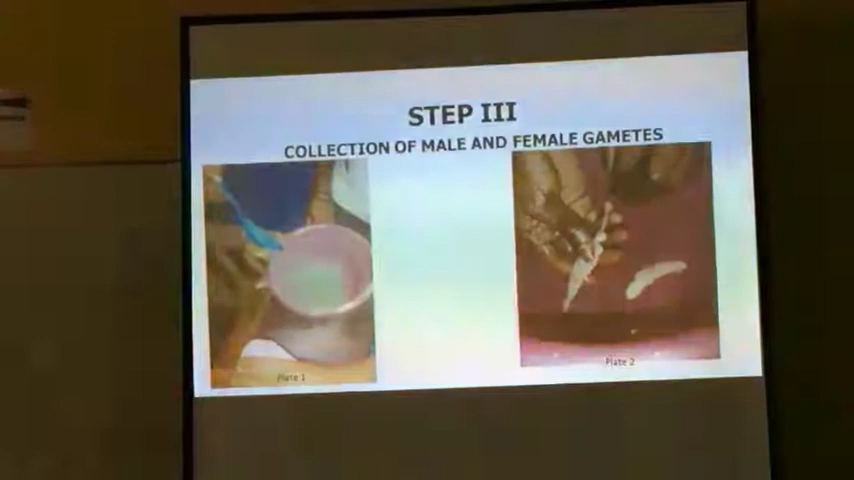 STEP III
COLLECTION OF MALE AND FEMALE GAMETES
Plate 1
Plate 2